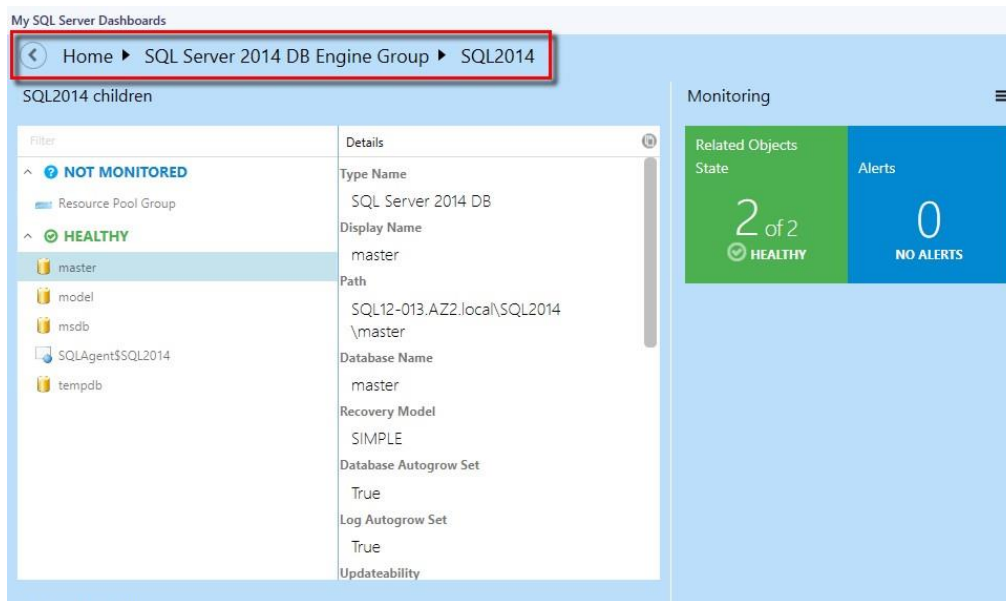 My SQL Server Dashboards
Home SQL Server 2014 DB Engine Group SQL2014
SQL2014 children
Filter
NOT MONITORED
Resource Pool Group
HEALTHY
master
model
msdb
SQLAgent$SQL2014
tempdb
Details
Type Name
SQL Server 2014 DB
Display Name
master
Path
SQL12-013.AZ2.local\SQL2014
\master
Database Name
master
Recovery Model
SIMPLE
Database Autogrow Set
True
Log Autogrow Set
True
Updateability
Monitoring
Related Objects
State
2 of 2
HEALTHY
Alerts
0
NO ALERTS